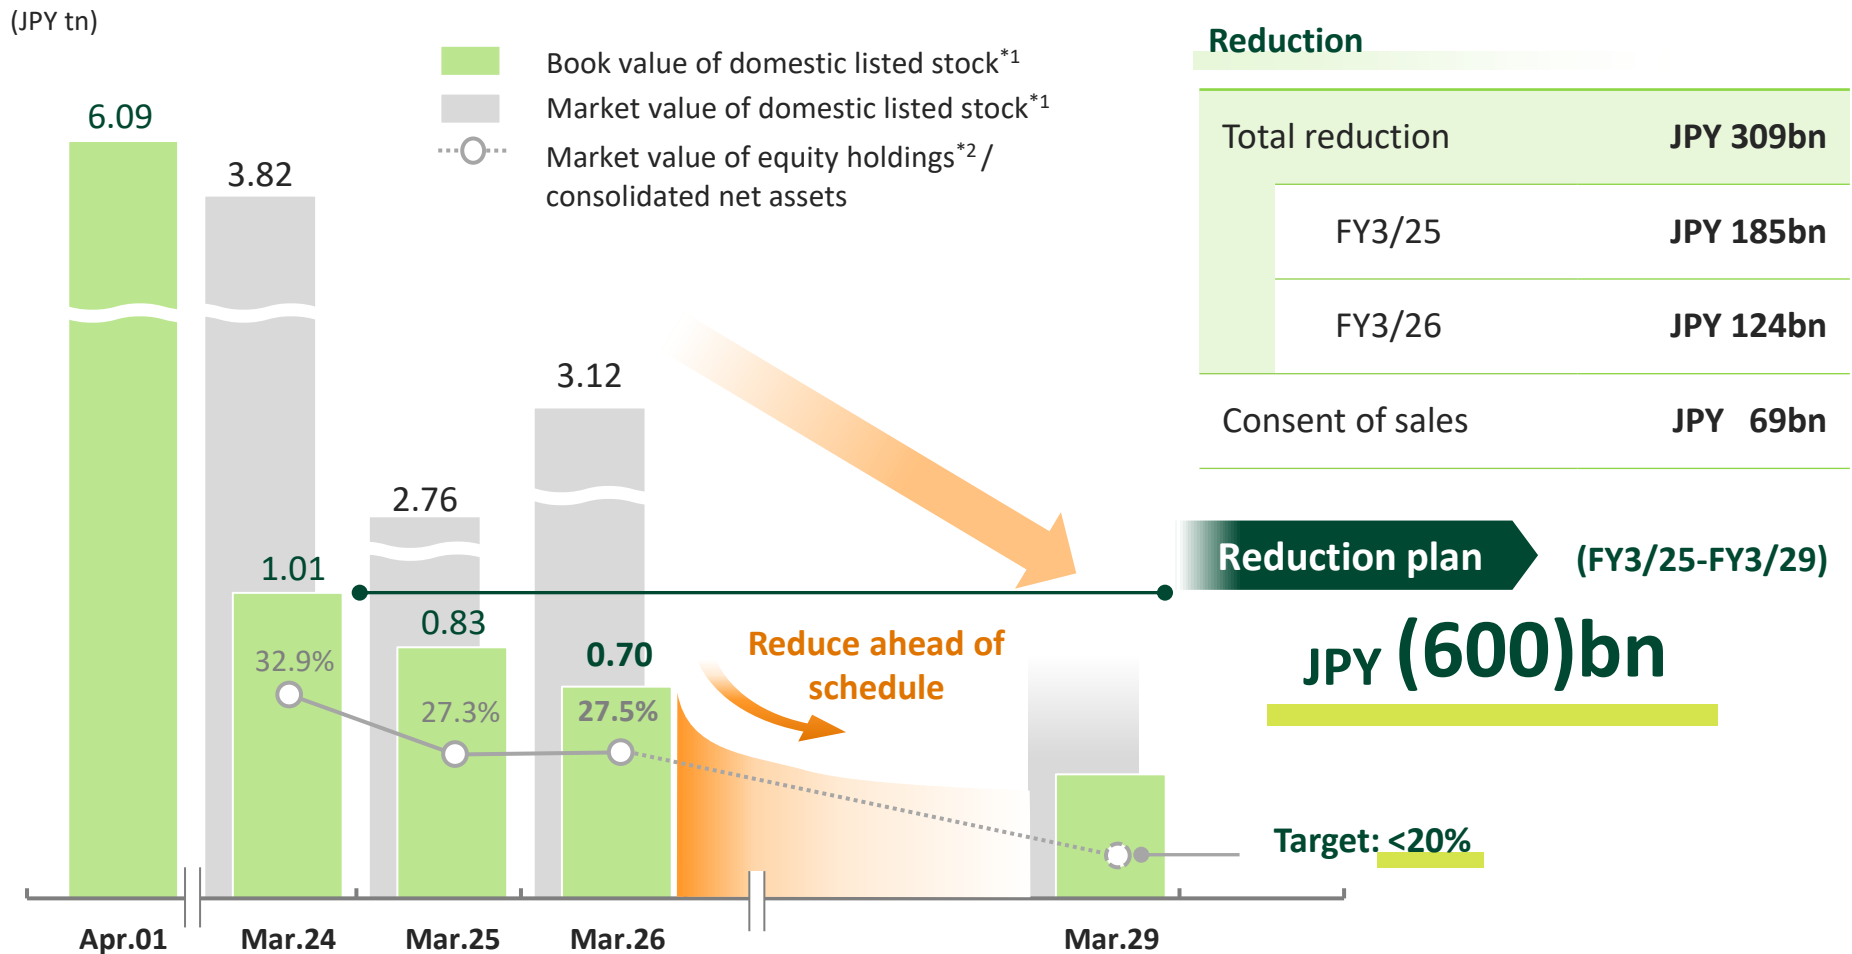 (JPY tn)
Book value of domestic listed stock*1
Market value of domestic listed stock*1
Market value of equity holdings*2 /
consolidated net assets
6.09
3.82
1.01
32.9%
2.76
0.83
27.3%
3.12
0.70
27.5%
Reduce ahead of
schedule
Apr.01
Mar.24
Mar.25
Mar.26
Mar.29
Reduction
Total reduction JPY 309bn
FY3/25 JPY 185bn
FY3/26 JPY 124bn
Consent of sales JPY 69bn
Reduction plan (FY3/25-FY3/29)
JPY (600)bn
Target: <20%